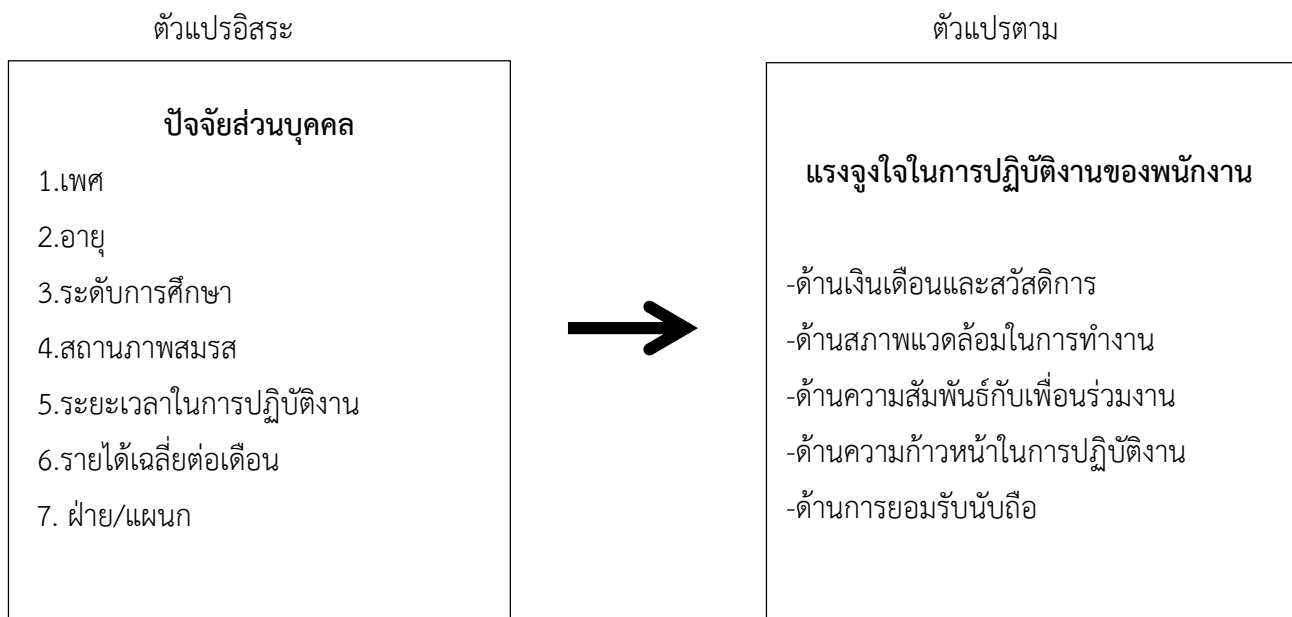 ตัวแปรอิสระ
ปัจจัยส่วนบุคคล
1.เพศ
2.อายุ
3.ระดับการศึกษา
4.สถานภาพสมรส
5.ระยะเวลาในการปฏิบัติงาน
6.รายได้เฉลี่ยต่อเดือน
7. ฝ่าย/แผนก
ตัวแปรตาม
แรงจูงใจในการปฏิบัติงานของพนักงาน
-ด้านเงินเดือนและสวัสดิการ
-ด้านสภาพแวดล้อมในการทำงาน
-ด้านความสัมพันธ์กับเพื่อนร่วมงาน
-ด้านความก้าวหน้าในการปฏิบัติงาน
-ด้านการยอมรับนับถือ